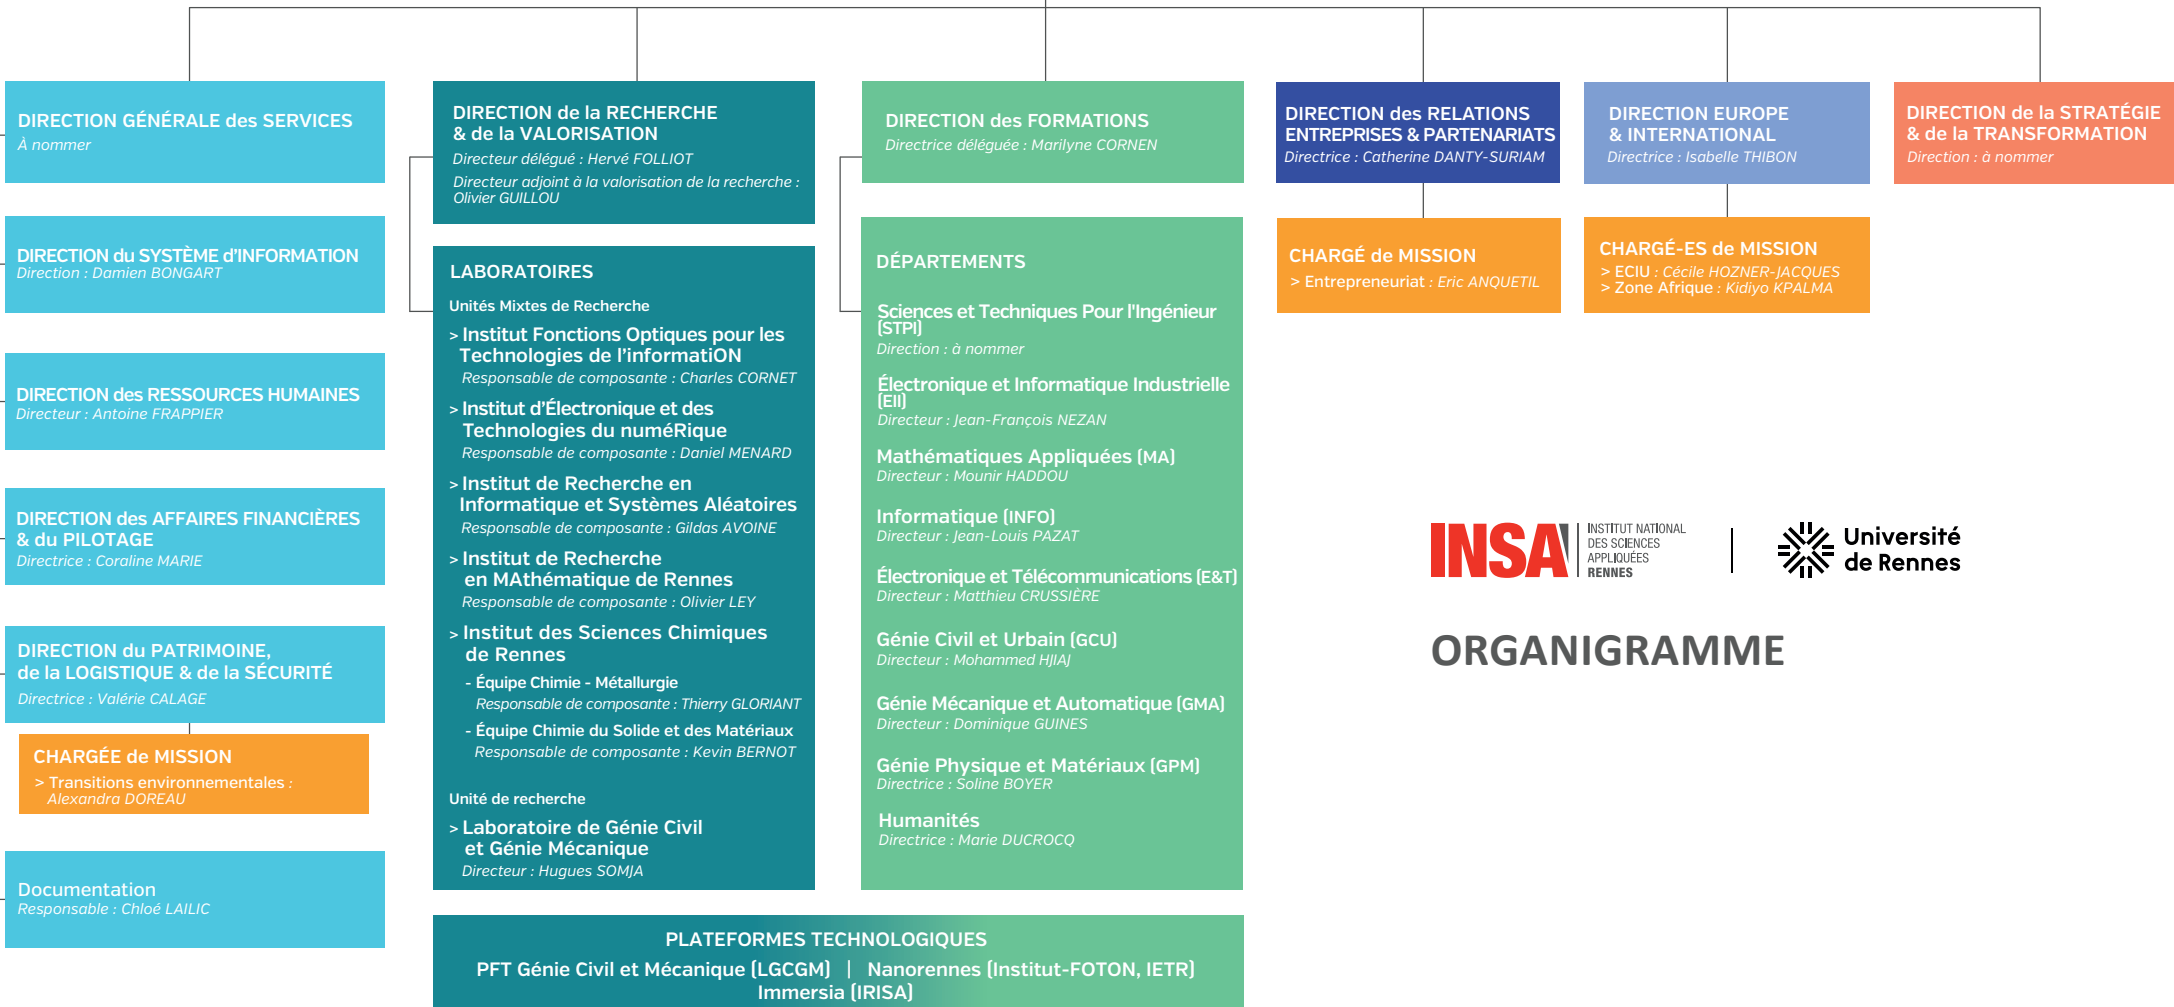 DIRECTION GÉNÉRALE des SERVICES
À nommer
DIRECTION du SYSTÈME d'INFORMATION
Direction : Damien BONGART
DIRECTION des RESSOURCES HUMAINES
Directeur : Antoine FRAPPIER
DIRECTION des AFFAIRES FINANCIÈRES
& du PILOTAGE
Directrice : Coraline MARIE
DIRECTION du PATRIMOINE,
de la LOGISTIQUE & de la SÉCURITÉ
Directrice : Valérie CALAGE
CHARGÉE de MISSION
> Transitions environnementales :
Alexandra DOREAU
Documentation
Responsable : Chloé LAILIC
DIRECTION de la RECHERCHE
& de la VALORISATION
Directeur délégué : Hervé FOLLIOT
Directeur adjoint à la valorisation de la recherche :
Olivier GUILLOU
LABORATOIRES
Unités Mixtes de Recherche
> Institut Fonctions Optiques pour les
Technologies de l'informatiON
Responsable de composante : Charles CORNET
> Institut d'Électronique et des
Technologies du numéRique
Responsable de composante : Daniel MENARD
> Institut de Recherche en
Informatique et Systèmes Aléatoires
Responsable de composante : Gildas AVOINE
> Institut de Recherche
en MAthématique de Rennes
Responsable de composante : Olivier LEY
> Institut des Sciences Chimiques
de Rennes
- Équipe Chimie - Métallurgie
Responsable de composante : Thierry GLORIANT
- Équipe Chimie du Solide et des Matériaux
Responsable de composante : Kevin BERNOT
Unité de recherche
> Laboratoire de Génie Civil
et Génie Mécanique
Directeur : Hugues SOMJA
DIRECTION des FORMATIONS
Directrice déléguée : Marilyne CORNEN
DÉPARTEMENTS
Sciences et Techniques Pour l'Ingénieur
(STPI)
Direction : à nommer
Électronique et Informatique Industrielle
(EII)
Directeur : Jean-François NEZAN
Mathématiques Appliquées (MA)
Directeur : Mounir HADDOU
Informatique (INFO)
Directeur : Jean-Louis PAZAT
Électronique et Télécommunications (E&T)
Directeur : Matthieu CRUSSIÈRE
Génie Civil et Urbain (GCU)
Directeur : Mohammed HJIAJ
Génie Mécanique et Automatique (GMA)
Directeur : Dominique GUINES
Génie Physique et Matériaux (GPM)
Directrice : Soline BOYER
Humanités
Directrice : Marie DUCROCQ
PLATEFORMES TECHNOLOGIQUES
PFT Génie Civil et Mécanique (LGCGM) | Nanorennes (Institut-FOTON, IETR)
Immersia (IRISA)
DIRECTION des RELATIONS
ENTREPRISES & PARTENARIATS
Directrice : Catherine DANTY-SURIAM
CHARGÉ de MISSION
> Entrepreneuriat : Eric ANQUETIL
DIRECTION EUROPE
& INTERNATIONAL
Directrice : Isabelle THIBON
CHARGÉ-ES de MISSION
> ECIU : Cécile HOZNER-JACQUES
> Zone Afrique : Kidiyo KPALMA
DIRECTION de la STRATÉGIE
& de la TRANSFORMATION
Direction : à nommer
INSA
INSTITUT NATIONAL
DES SCIENCES
APPLIQUÉES
RENNES
Université
de Rennes
ORGANIGRAMME